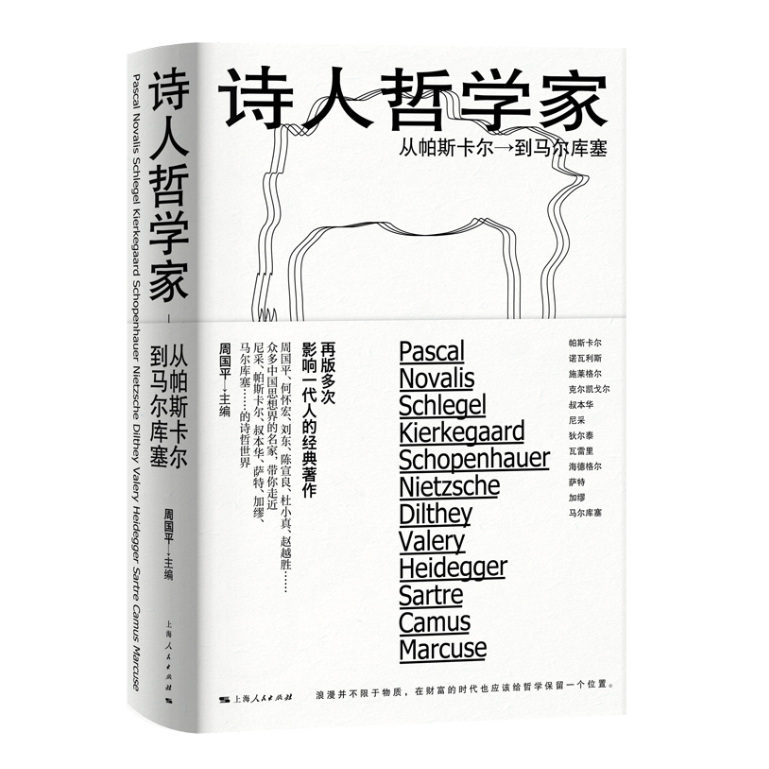 诗人哲学家
从帕斯卡尔→到马尔库塞
再版多次
影响一代人的经典著作
周国平、何怀宏、刘东、陈宣良、杜小真、赵越胜……
众多中国思想界的名家，带你走近
尼采、帕斯卡尔、叔本华、萨特、加缪、
马尔库塞……的诗哲世界
周国平→主编
Pascal
Novalis
Schlegel
Kierkegaard
Schopenhauer
Nietzsche
Dilthey
Valery
Heidegger
Sartre
Camus
Marcuse
帕斯卡尔
诺瓦利斯
施莱格尔
克尔凯戈尔
叔本华
尼采
狄尔泰
瓦雷里
海德格尔
萨特
加缪
马尔库塞
上海人民出版社
浪漫并不限于物质，在财富的时代也应该给哲学保留一个位置。
诗人哲学家
从帕斯卡尔
到马尔库塞
周国平→主编
上海人民出版社
Pascal Novalis Schlegel Kierkegaard Schopenhauer Nietzsche Dilthey Valery Heidegger Sartre Camus Marcuse